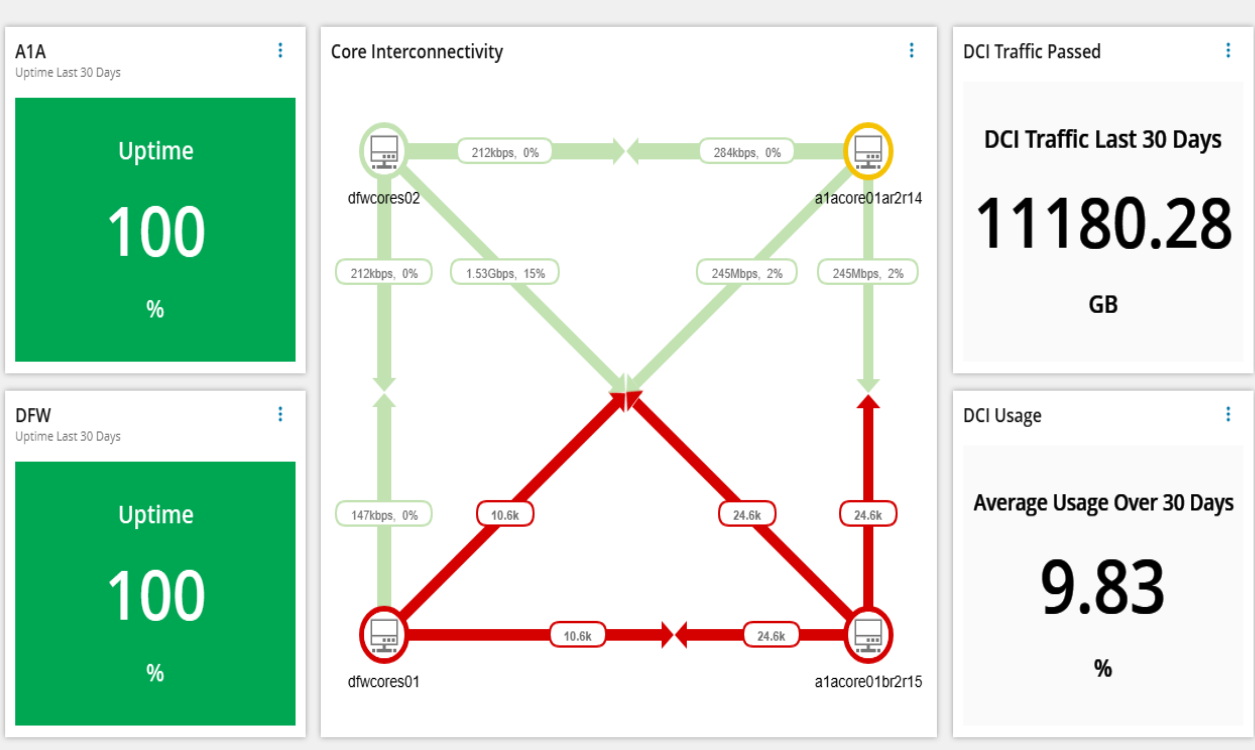 A1A
Uptime Last 30 Days
Uptime
100
%
DFW
Uptime Last 30 Days
Uptime
100
%
Core Interconnectivity
212kbps, 0%
284kbps, 0%
dfwcores02
a1acore01ar2r14
212kbps, 0%
1.53Gbps, 15%
245Mbps, 2%
245Mbps, 2%
147kbps, 0%
10.6k
24.6k
24.6k
10.6k
24.6k
dfwcores01
a1acore01br2r15
DCI Traffic Passed
DCI Traffic Last 30 Days
11180.28
GB
DCI Usage
Average Usage Over 30 Days
9.83
%